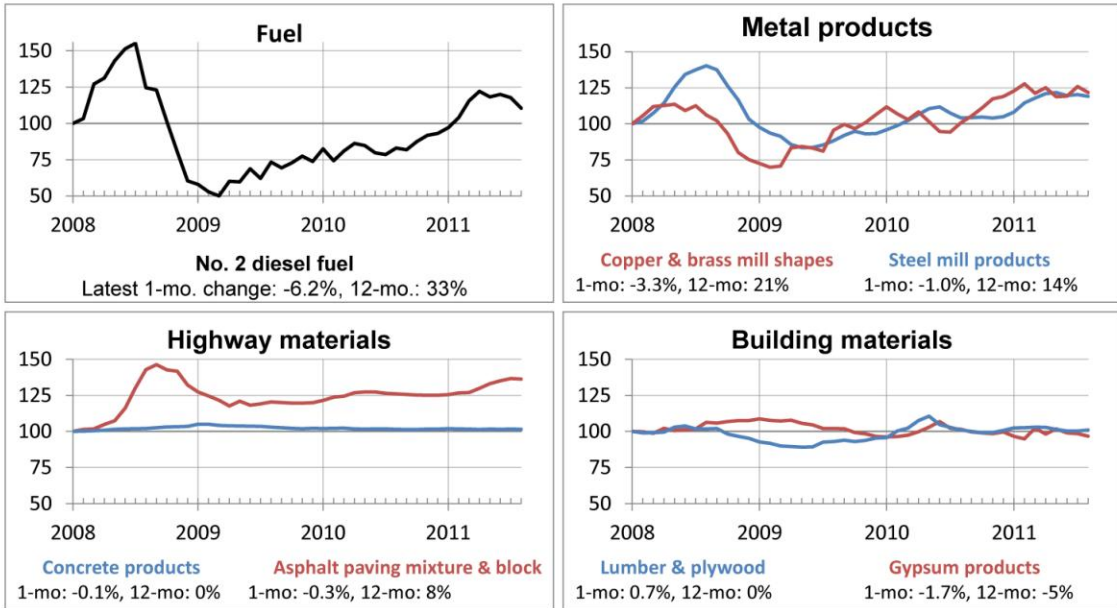 Fuel
150
100
75
50
2008 2009 2010 2011
No. 2 diesel fuel
Latest 1-mo. change: -6.2%, 12-mo.: 33%
Metal products
150
125
100
75
50
2008 2009 2010 2011
Copper & brass mill shapes Steel mill products
1-mo: -3.3%, 12-mo: 21% 1-mo: -1.0%, 12-mo: 14%
Highway materials
150
125
100
75
50
2008 2009 2010 2011
Concrete products Asphalt paving mixture & block
1-mo: -0.1%, 12-mo: 0% 1-mo: -0.3%, 12-mo: 8%
Building materials
150
125
100
75
50
2008 2009 2010 2011
Lumber & plywood Gypsum products
1-mo: 0.7%, 12-mo: 0% 1-mo: -1.7%, 12-mo: -5%